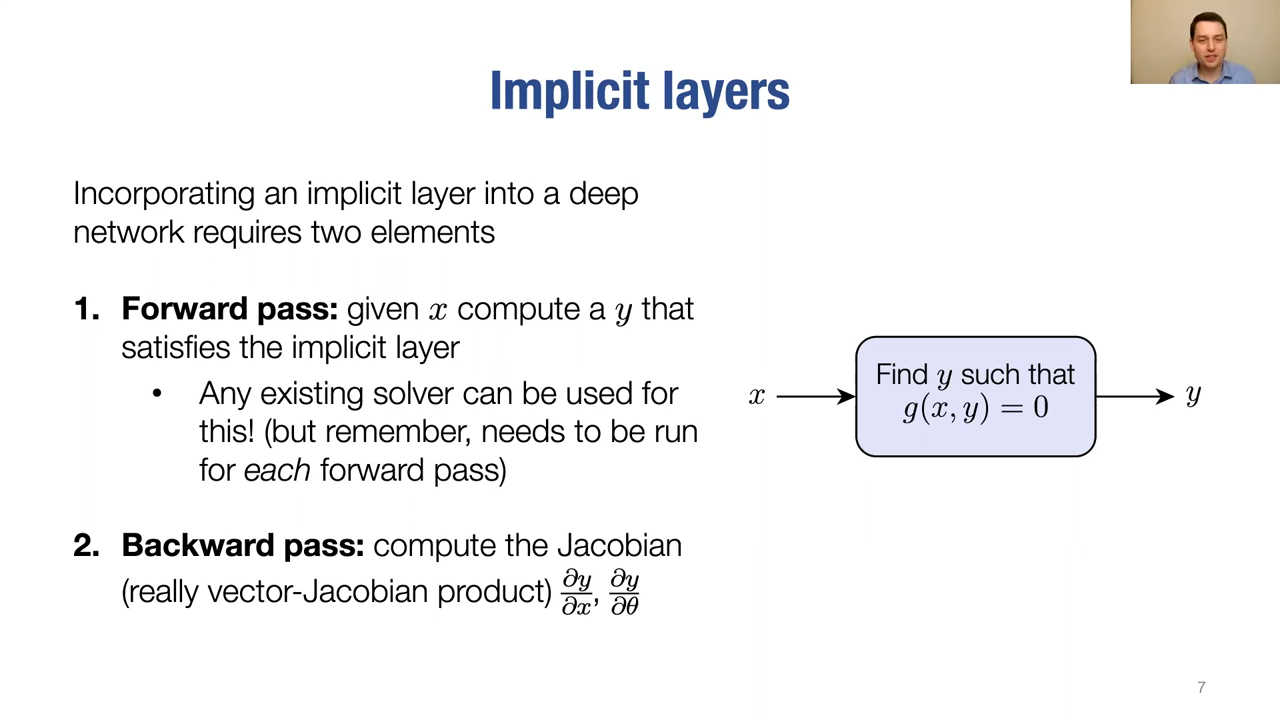 Implicit layers
Incorporating an implicit layer into a deep
network requires two elements
1. Forward pass: given x compute a y that
satisfies the implicit layer
• Any existing solver can be used for
this! (but remember, needs to be run
for each forward pass)
2. Backward pass: compute the Jacobian
(really vector-Jacobian product) ∂y/∂x, ∂y/∂θ
x
Find y such that
g(x, y) = 0
y
7